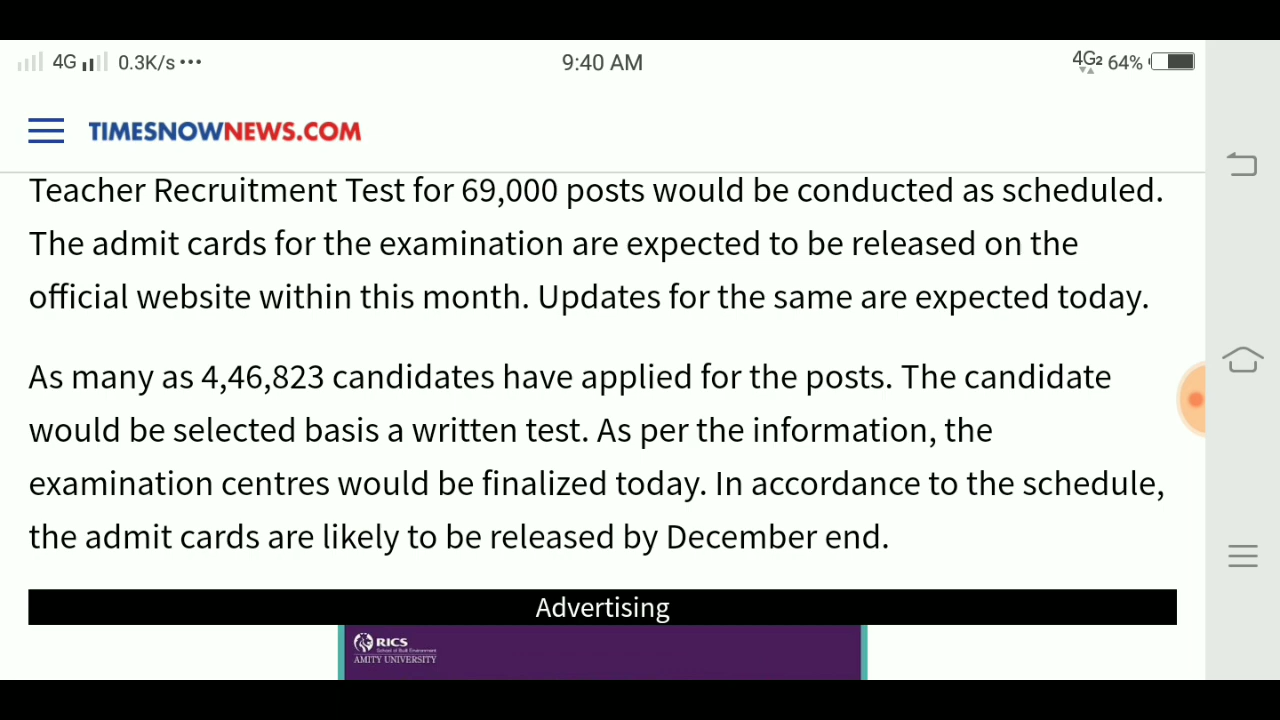 4G 0.3K/s ••• 9:40 AM 4G2 64%
TIMESNOWNEWS.COM
Teacher Recruitment Test for 69,000 posts would be conducted as scheduled.
The admit cards for the examination are expected to be released on the
official website within this month. Updates for the same are expected today.
As many as 4,46,823 candidates have applied for the posts. The candidate
would be selected basis a written test. As per the information, the
examination centres would be finalized today. In accordance to the schedule,
the admit cards are likely to be released by December end.
Advertising
RICS
School of Built Environment
AMITY UNIVERSITY